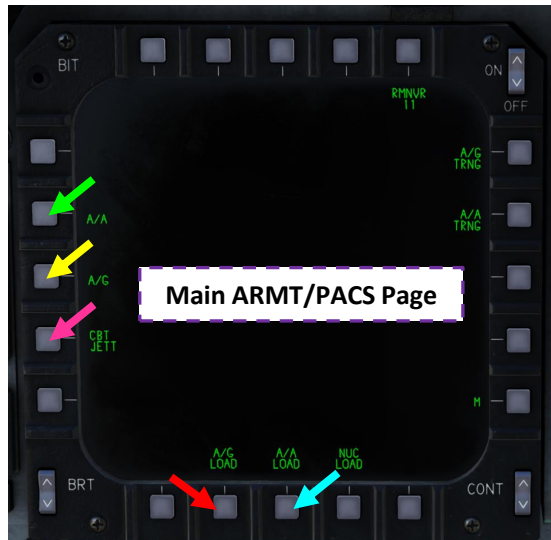 BIT
ON
OFF
RMNVR
11
A/G
TRNG
A/A
A/A
TRNG
A/G
Main ARMT/PACS Page
CBT
JETT
M
A/G
LOAD
A/A
LOAD
NUC
LOAD
BRT
CONT